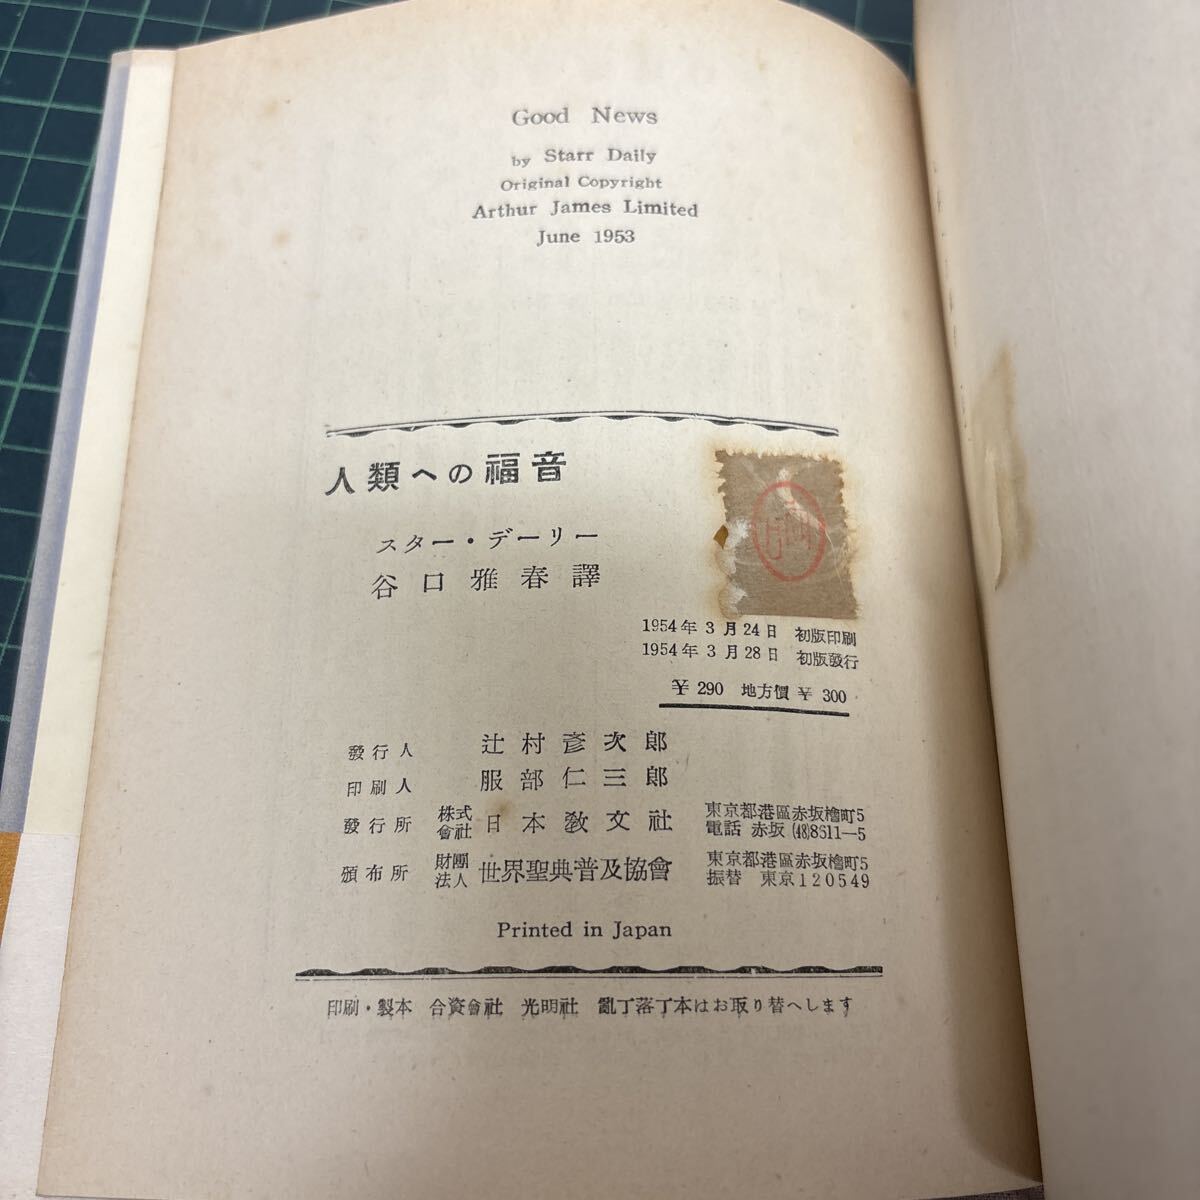 Good News
by Starr Daily
Original Copyright
Arthur James Limited
June 1953
人類への福音
スター・デーリー
谷口雅春譯
1954年3月24日 初版印刷
1954年3月28日 初版發行
¥290 地方價¥300
發行人 辻村彦次郎
印刷人 服部仁三郎
發行所 株式會社 日本教文社 東京都港區赤坂檜町5 電話 赤坂(48)8611-5
頒布所 財團法人 世界聖典普及協會 東京都港區赤坂檜町5 振替 東京120549
Printed in Japan
印刷・製本 合資會社 光明社 亂丁落丁本はお取り替へします